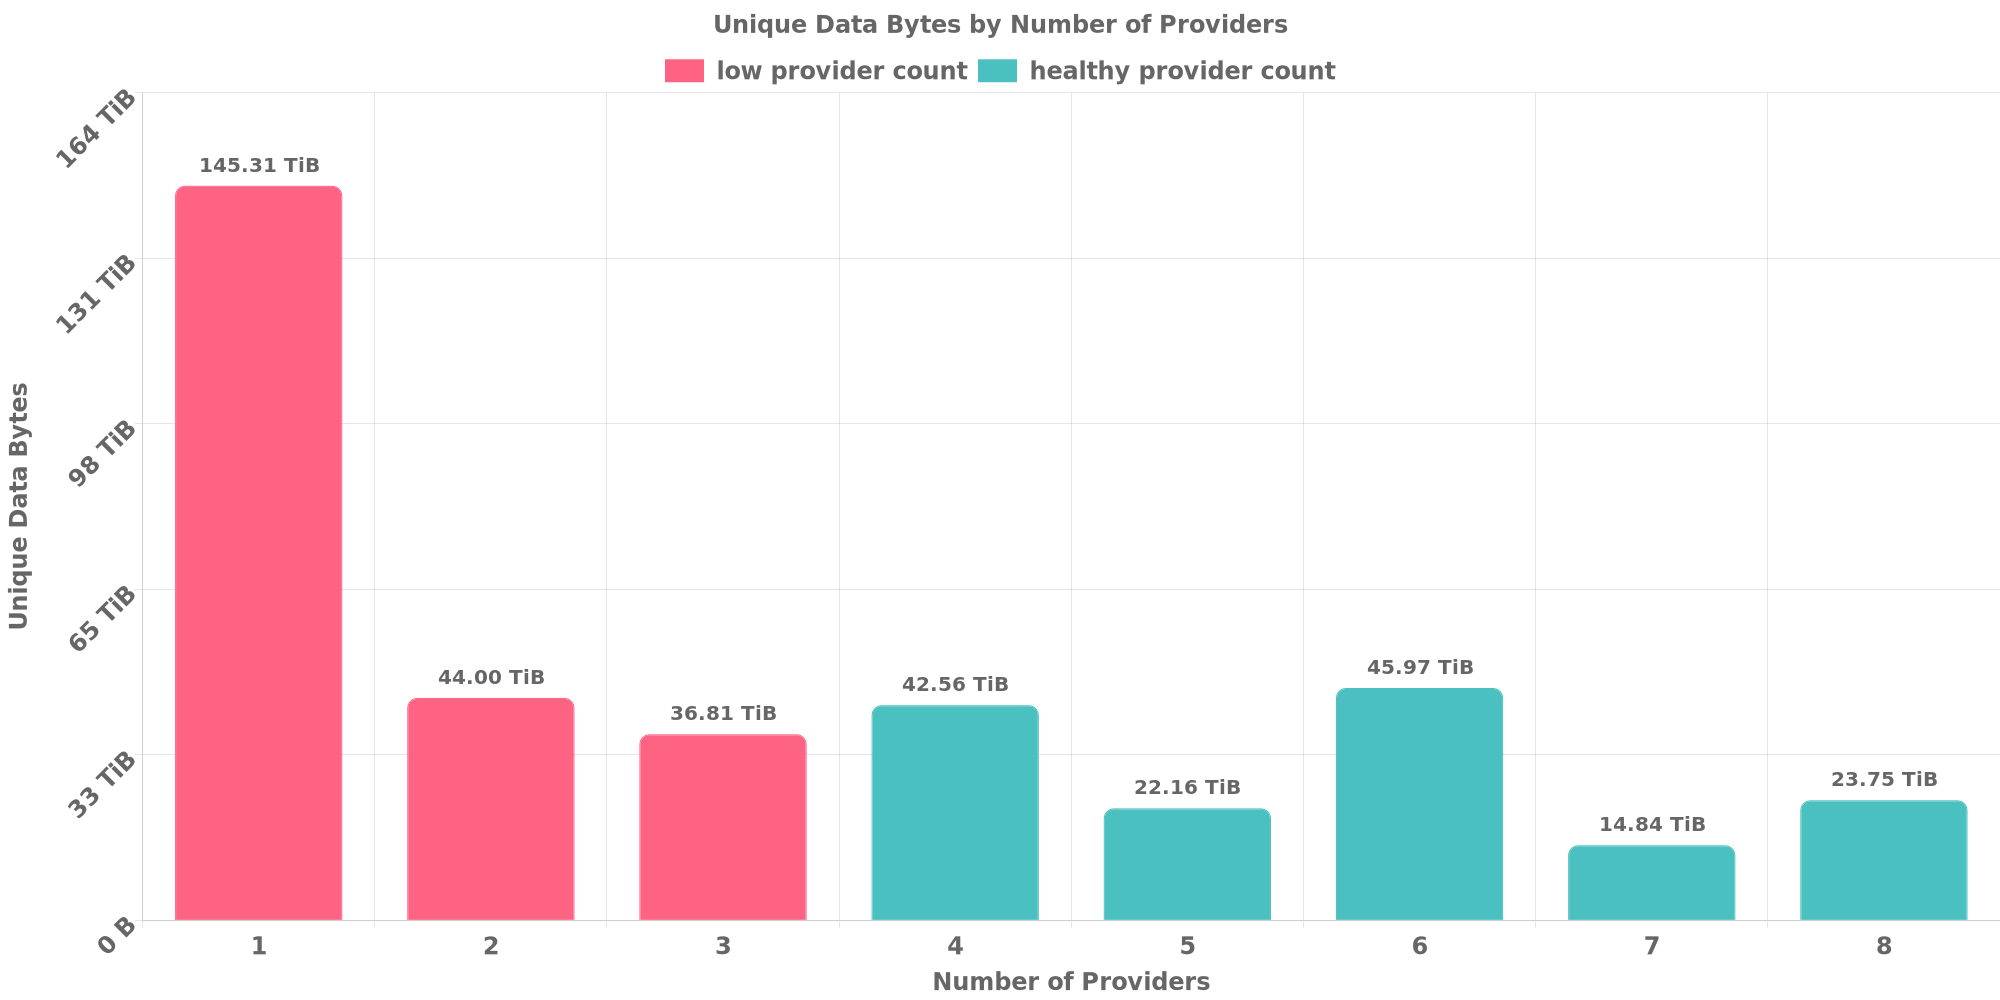 Unique Data Bytes by Number of Providers
low provider count healthy provider count
164 TiB
131 TiB
98 TiB
65 TiB
33 TiB
0 B
Unique Data Bytes
145.31 TiB
44.00 TiB
36.81 TiB
42.56 TiB
22.16 TiB
45.97 TiB
14.84 TiB
23.75 TiB
1 2 3 4 5 6 7 8
Number of Providers